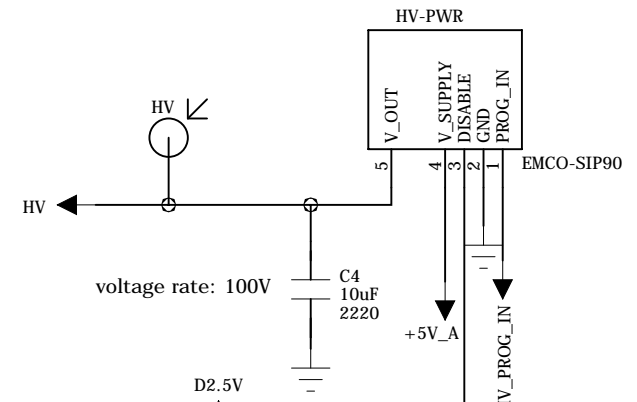 HV-PWR
V_OUT
V_SUPPLY
DISABLE
GND
PROG_IN
5
4
3
2
1
EMCO-SIP90
HV
HV
voltage rate: 100V
C4
10uF
2220
+5V_A
V_PROG_IN
D2.5V